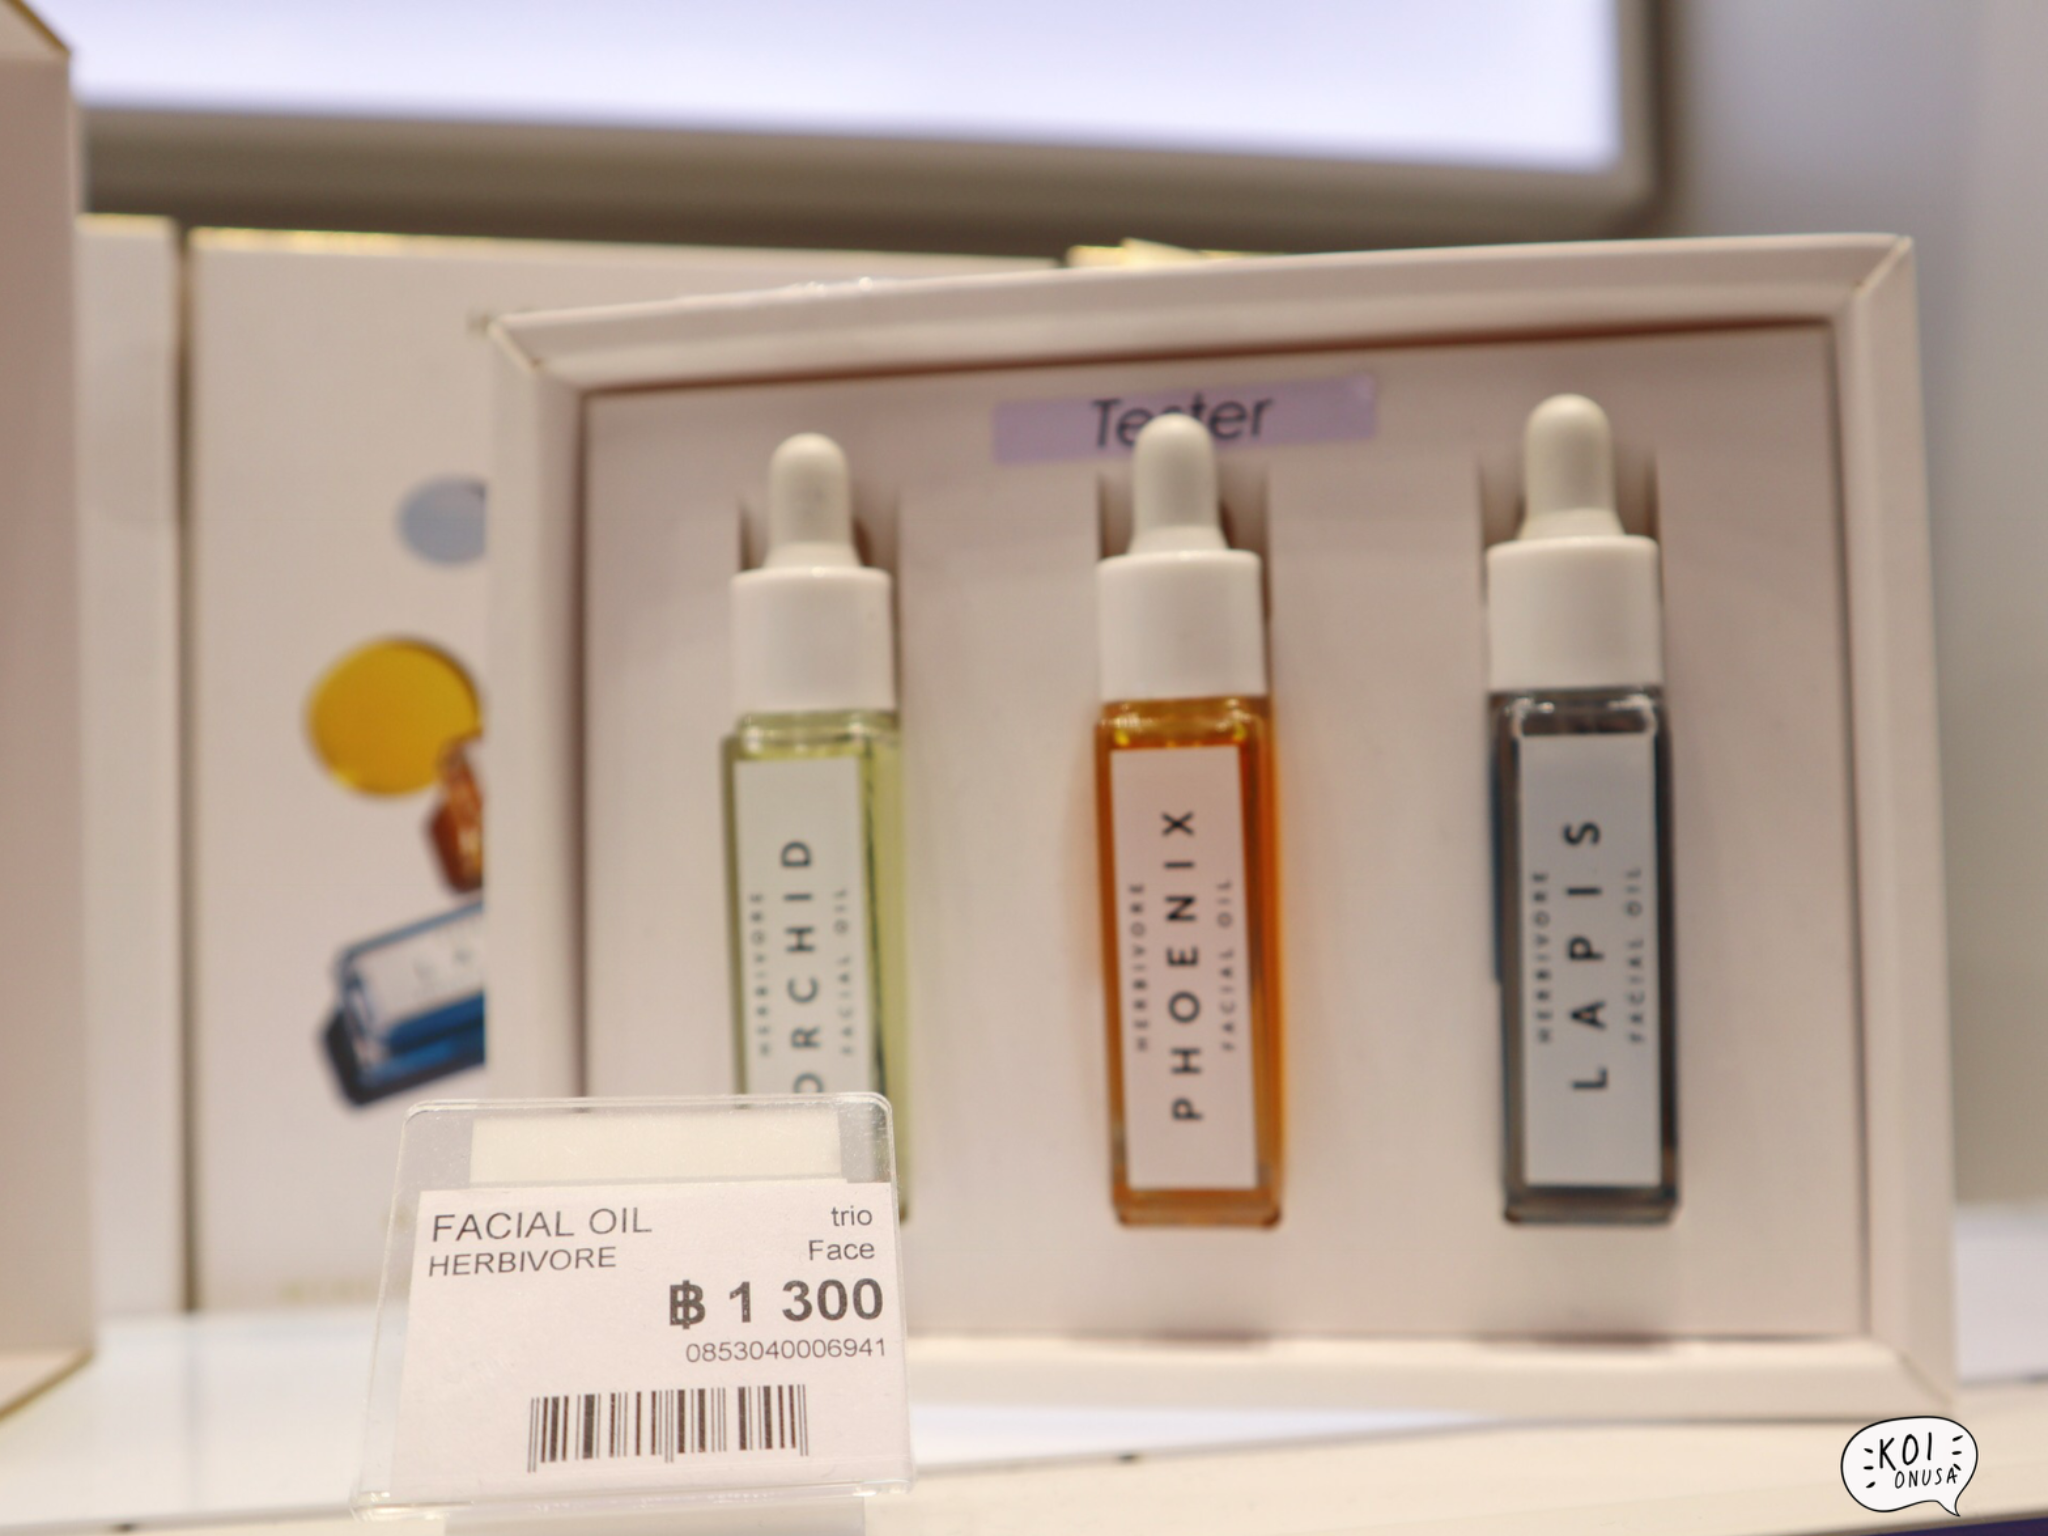 Tester
HERBIVORE
ORCHID
FACIAL OIL
HERBIVORE
PHOENIX
FACIAL OIL
HERBIVORE
LAPIS
FACIAL OIL
FACIAL OIL
trio
HERBIVORE
Face
฿ 1 300
0853040006941
KOI
ONUSA